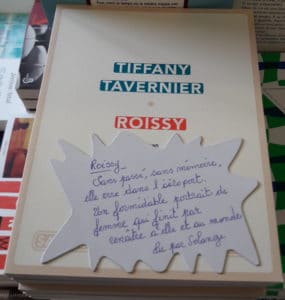 TIFFANY
TAVERNIER
ROISSY
Roissy_
Sans passé, sans mémoire,
elle erre dans l'aéroport.
Un formidable portrait de
femme qui finit par
renaître à elle et au monde
lu par Solange